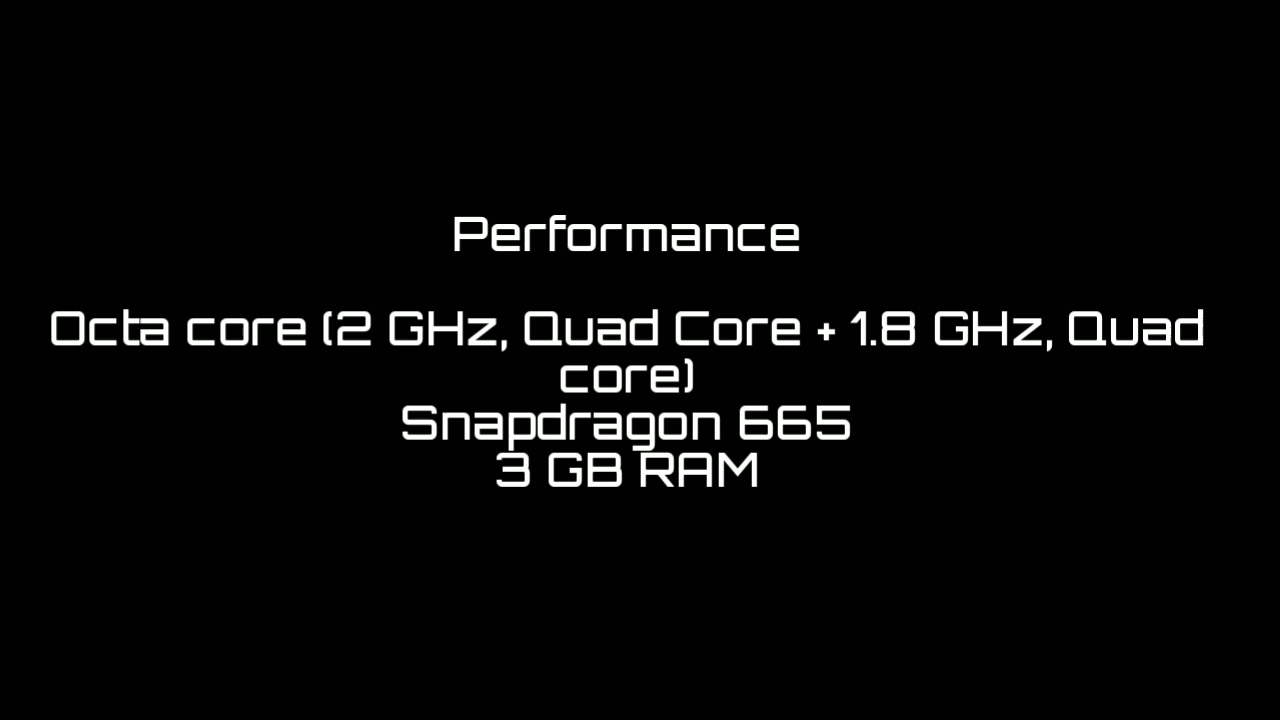 Performance
Octa core (2 GHz, Quad Core + 1.8 GHz, Quad
core)
Snapdragon 665
3 GB RAM